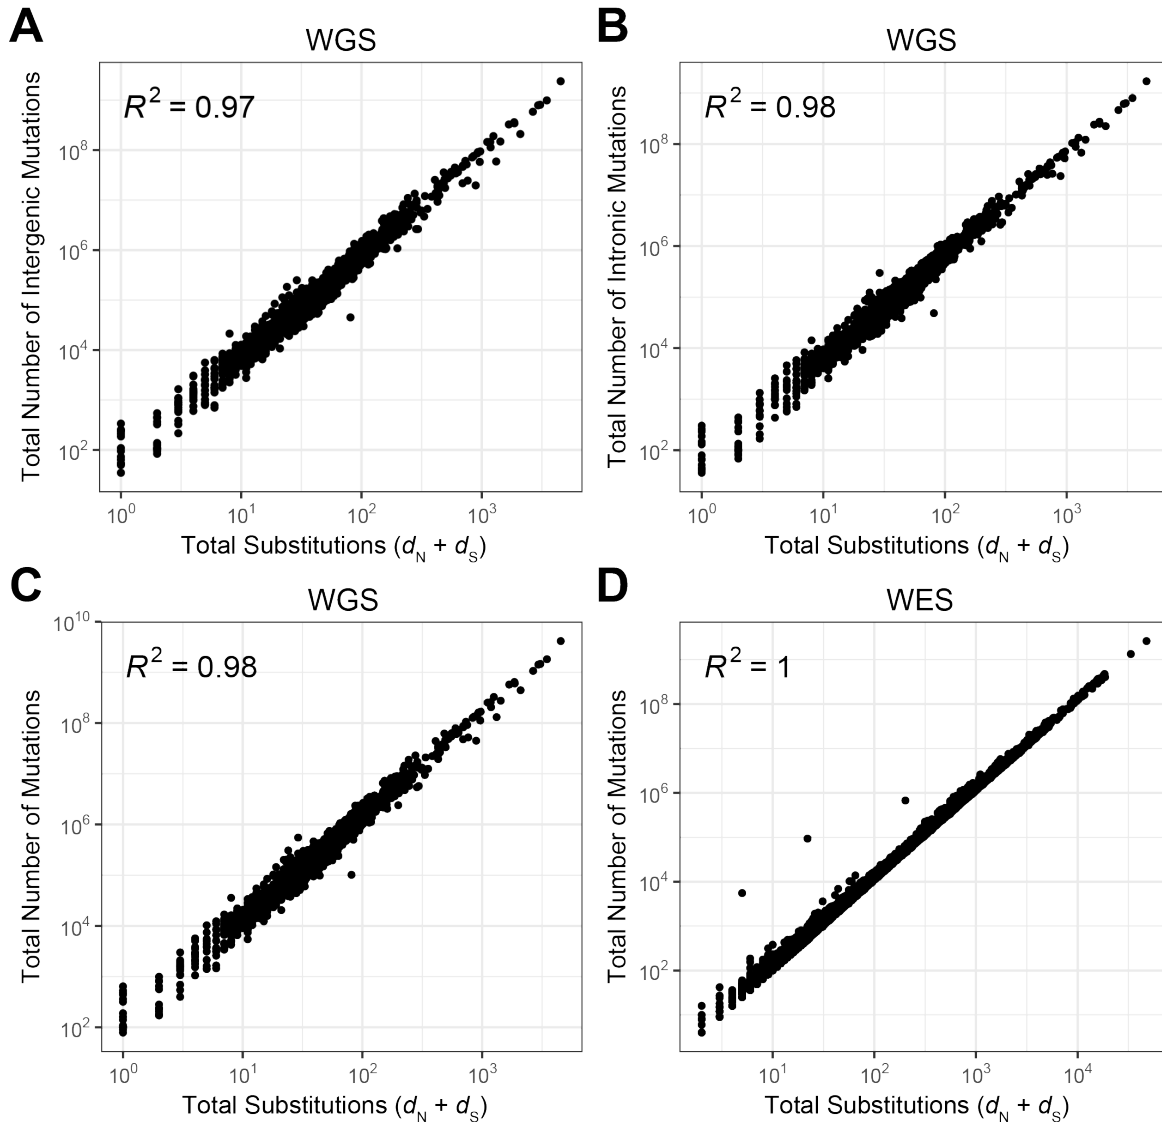 A
WGS
R² = 0.97
Total Number of Intergenic Mutations
10⁸
10⁶
10⁴
10²
10⁰ 10¹ 10² 10³
Total Substitutions (dN + dS)
B
WGS
R² = 0.98
Total Number of Intronic Mutations
10⁸
10⁶
10⁴
10²
10⁰ 10¹ 10² 10³
Total Substitutions (dN + dS)
C
WGS
R² = 0.98
Total Number of Mutations
10¹⁰
10⁸
10⁶
10⁴
10²
10⁰ 10¹ 10² 10³
Total Substitutions (dN + dS)
D
WES
R² = 1
Total Number of Mutations
10⁸
10⁶
10⁴
10²
10¹ 10² 10³ 10⁴
Total Substitutions (dN + dS)